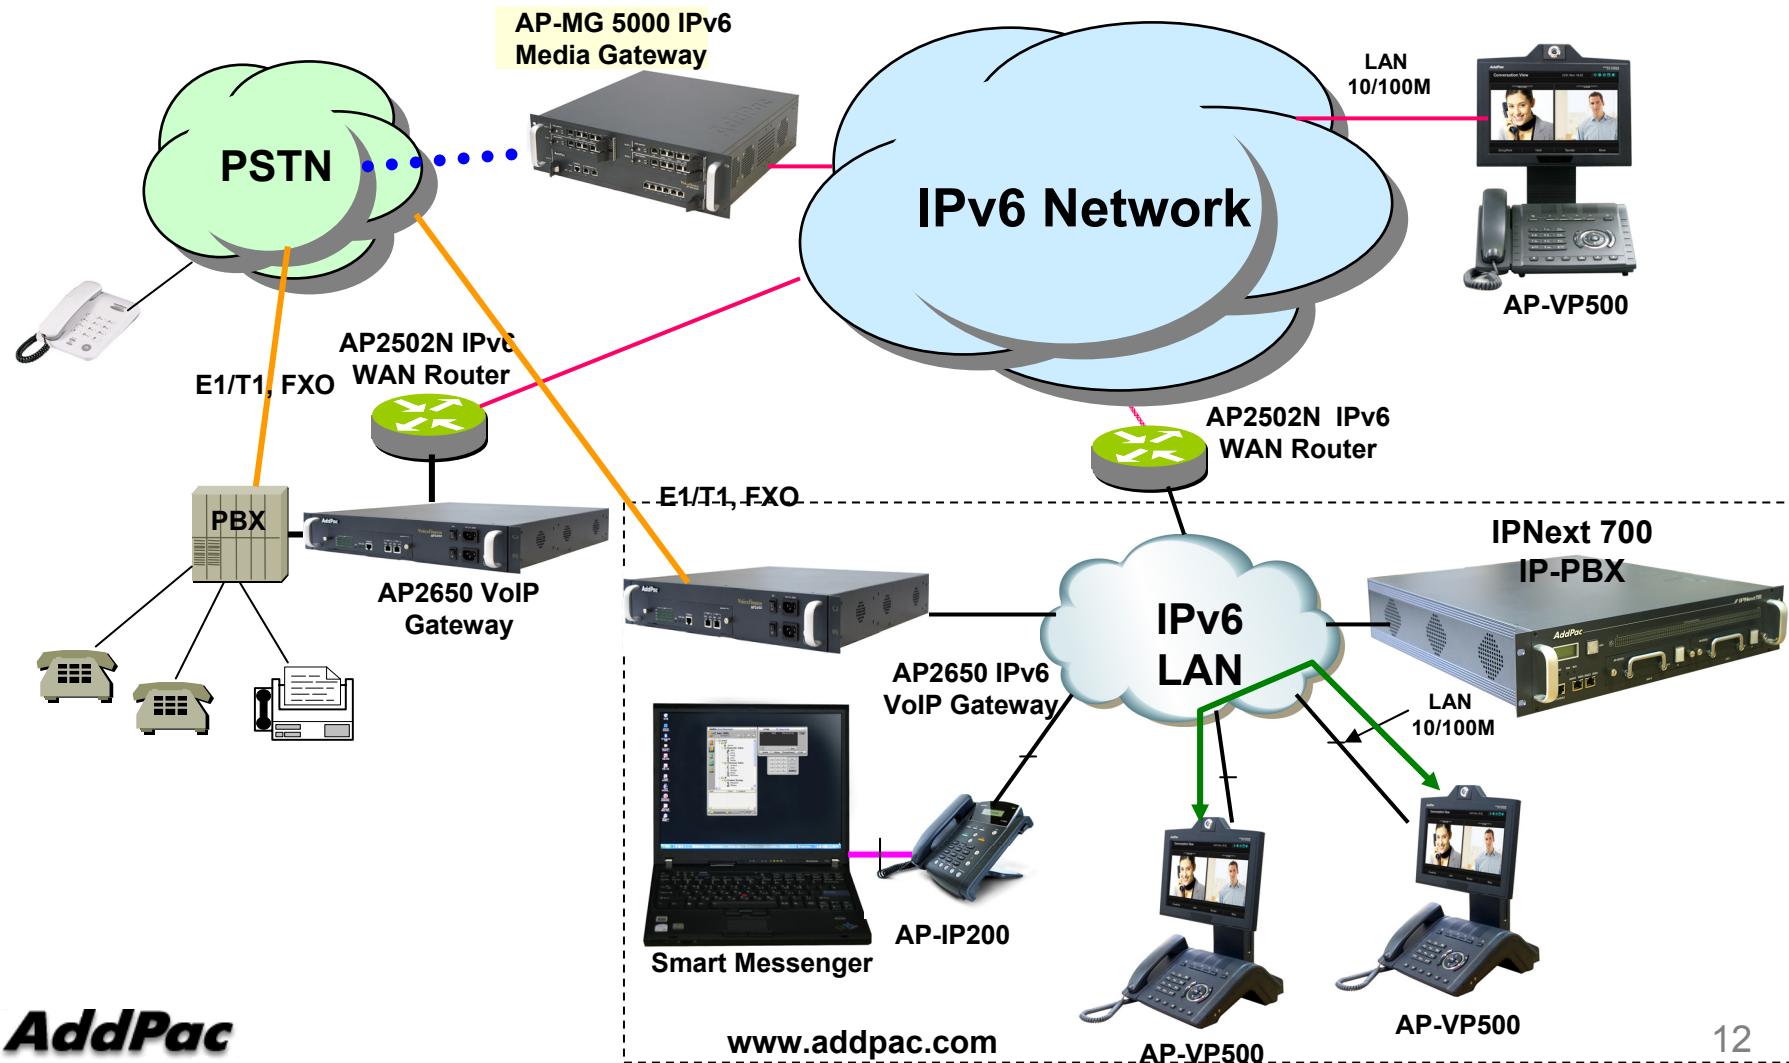 AP-MG 5000 IPv6
Media Gateway
LAN
10/100M
PSTN
IPv6 Network
AP-VP500
AP2502N IPv6
WAN Router
E1/T1, FXO
AP2502N  IPv6
WAN Router
E1/T1, FXO
PBX
AddPac
IPNext 700
IP-PBX
AP2650 VoIP
Gateway
AddPac
IPv6
LAN
AddPac
AP2650 IPv6
VoIP Gateway
LAN
10/100M
AP-IP200
Smart Messenger
AP-VP500
AP-VP500
AddPac
www.addpac.com
12